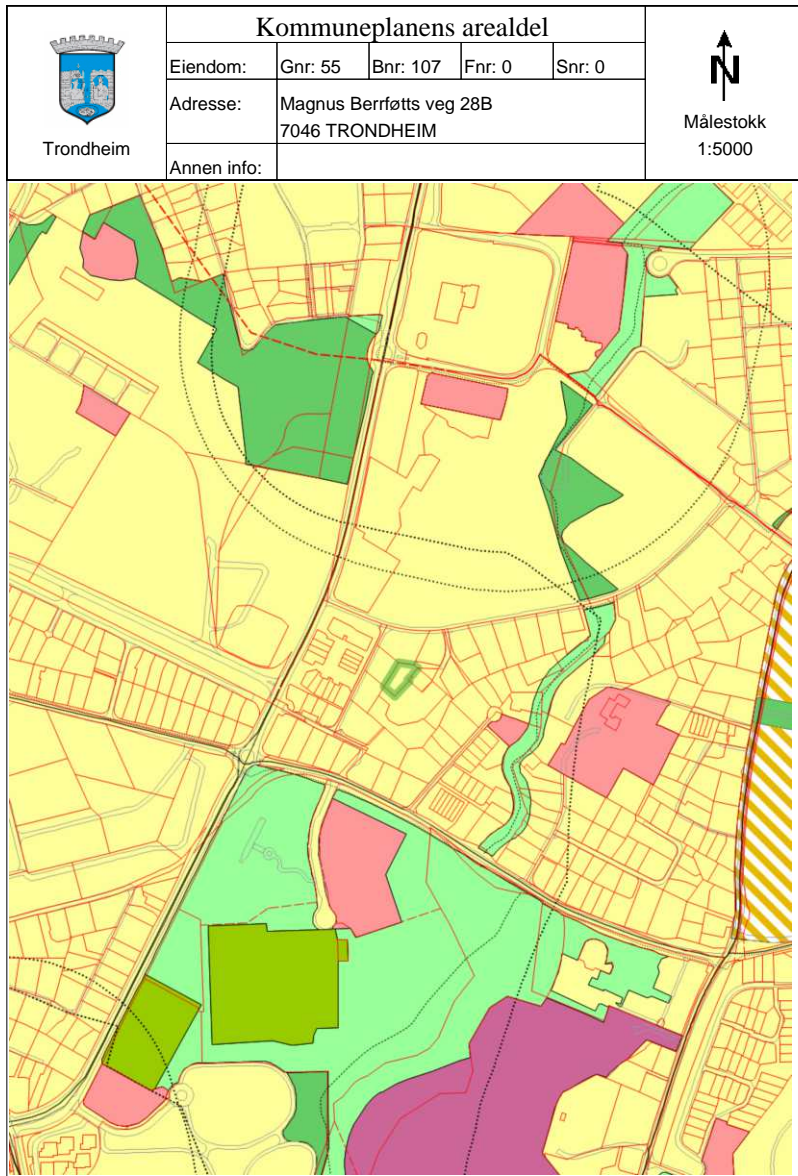 Kommuneplanens arealdel
Eiendom: Gnr: 55 Bnr: 107 Fnr: 0 Snr: 0
Adresse: Magnus Berrføtts veg 28B
7046 TRONDHEIM
Annen info:
Trondheim
N
Målestokk
1:5000